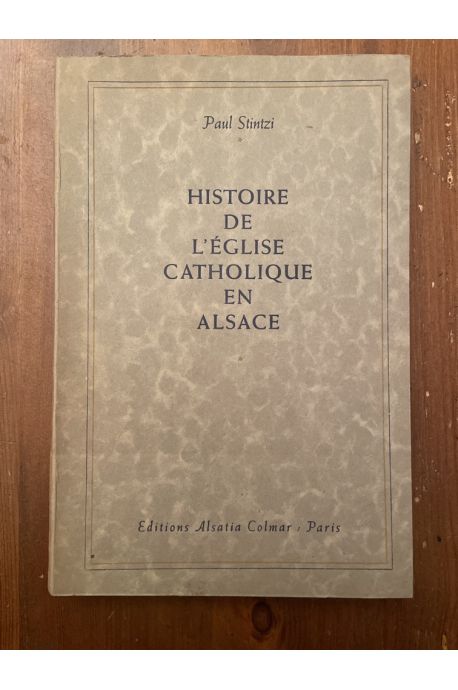 Paul Stintzi
HISTOIRE
DE
L'ÉGLISE
CATHOLIQUE
EN
ALSACE
Editions Alsatia Colmar, Paris